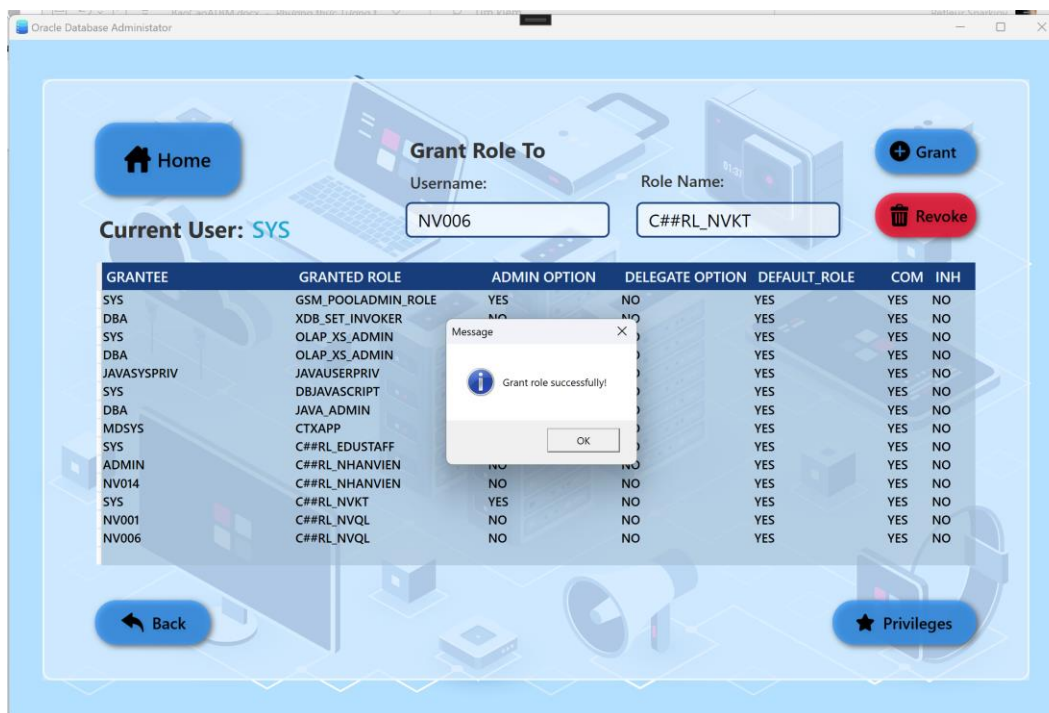 Oracle Database Administator
Home
Grant Role To
Username:
Role Name:
Grant
NV006
C##RL_NVKT
Revoke
Current User: SYS
GRANTEE GRANTED ROLE ADMIN OPTION DELEGATE OPTION DEFAULT_ROLE COM INH
SYS GSM_POOLADMIN_ROLE YES NO YES YES NO
DBA XDB_SET_INVOKER NO NO YES YES NO
SYS OLAP_XS_ADMIN YES YES NO
DBA OLAP_XS_ADMIN YES YES NO
JAVASYSPRIV JAVAUSERPRIV YES YES NO
SYS DBJAVASCRIPT YES YES NO
DBA JAVA_ADMIN YES YES NO
MDSYS CTXAPP YES YES NO
SYS C##RL_EDUSTAFF YES YES NO
ADMIN C##RL_NHANVIEN NO NO YES YES NO
NV014 C##RL_NHANVIEN NO NO YES YES NO
SYS C##RL_NVKT YES NO YES YES NO
NV001 C##RL_NVQL NO NO YES YES NO
NV006 C##RL_NVQL NO NO YES YES NO
Message
Grant role successfully!
OK
Back
Privileges